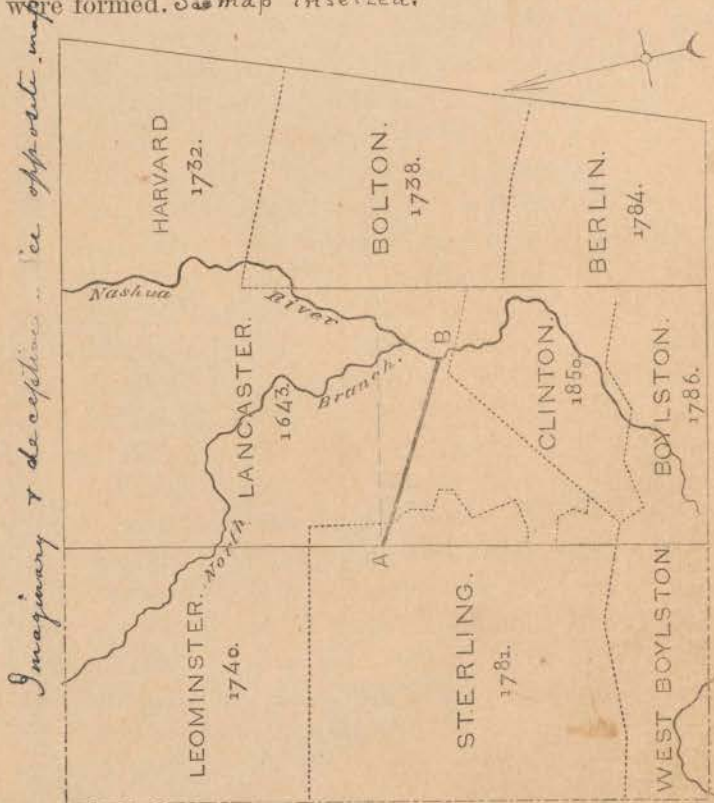 were formed. See map inserted.
Imaginary & deceptive - See opposite map
HARVARD
1732.
BOLTON.
1738.
BERLIN.
1784.
Nashua
River
LANCASTER.
1643.
Branch.
North
B
A
CLINTON.
1850.
BOYLSTON.
1786.
LEOMINSTER.
1740.
STERLING.
1781.
WEST BOYLSTON